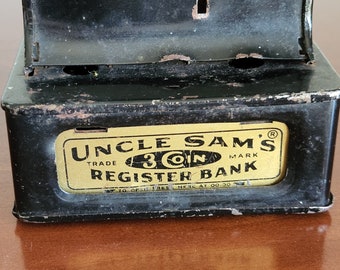 UNCLE SAM'S ®
TRADE 3 COIN MARK
REGISTER BANK